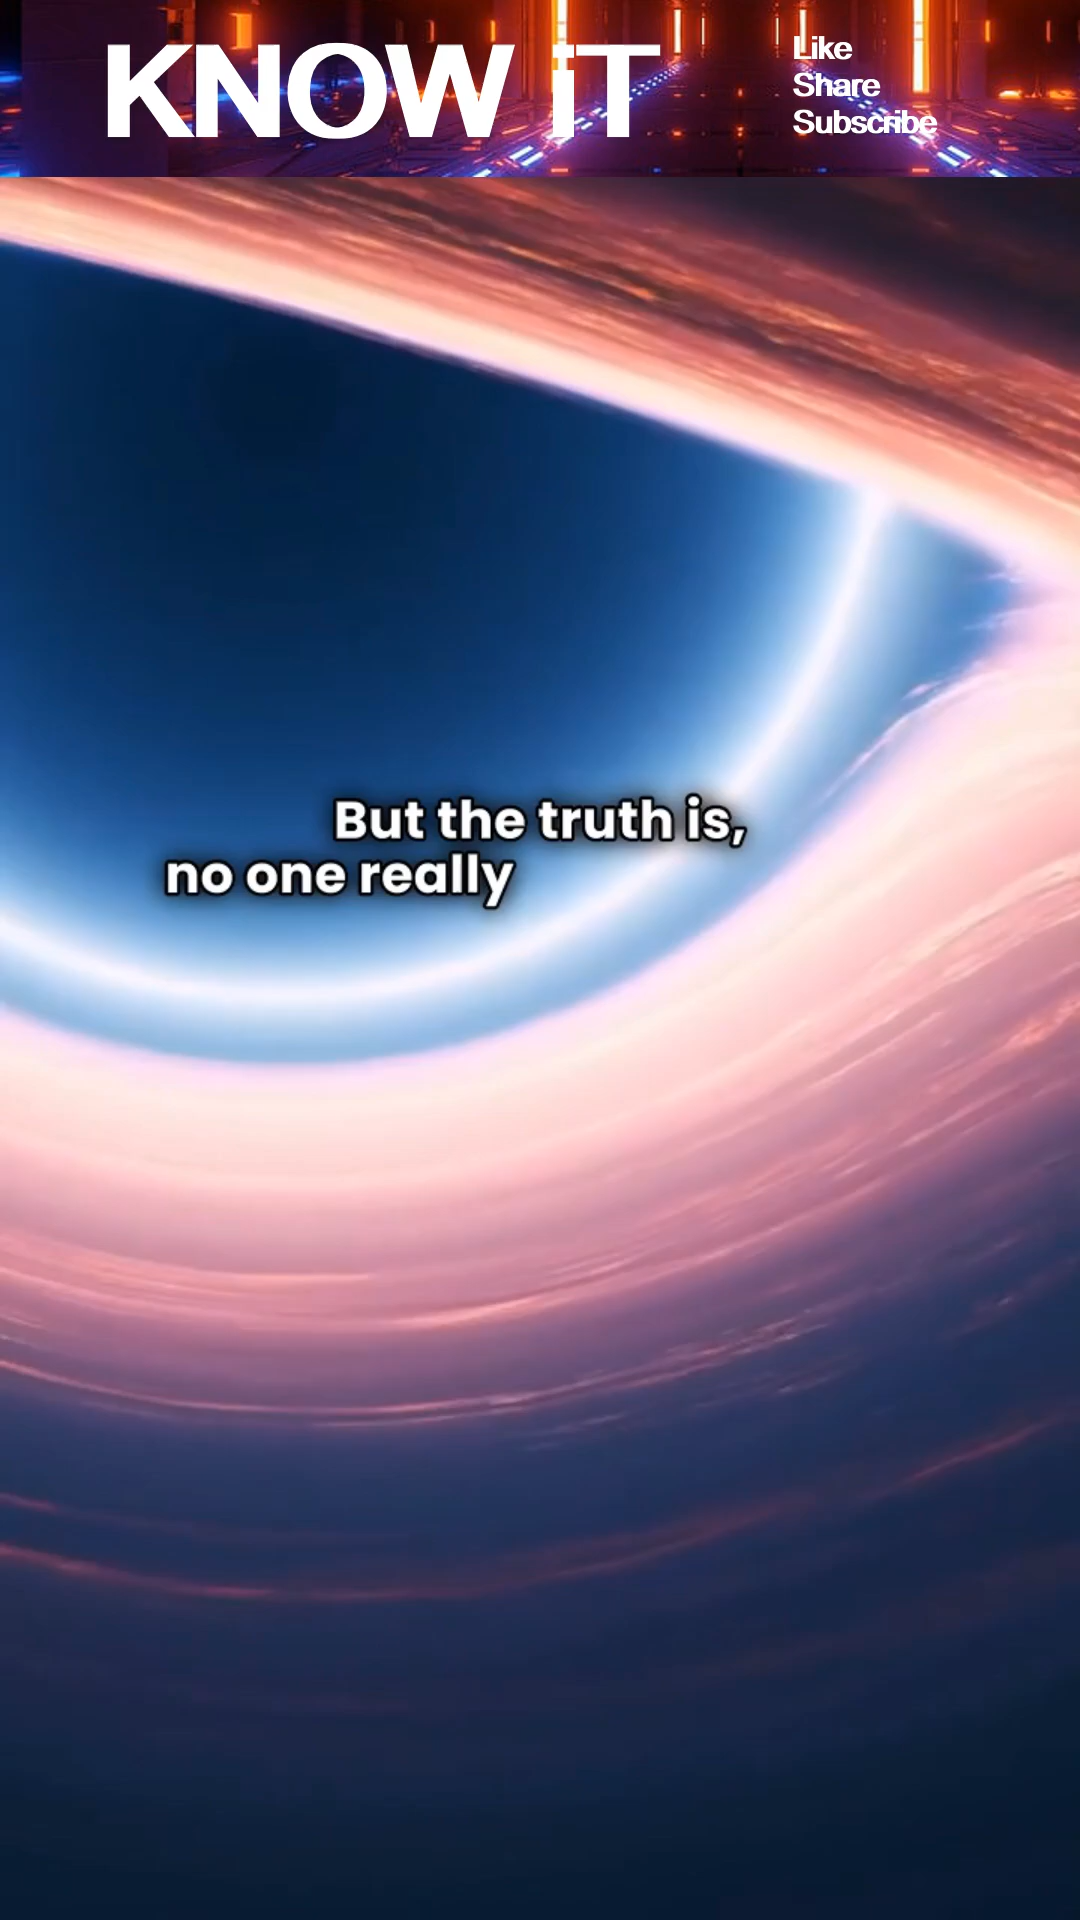 KNOW iT
Like
Share
Subscribe
But the truth is,
no one really